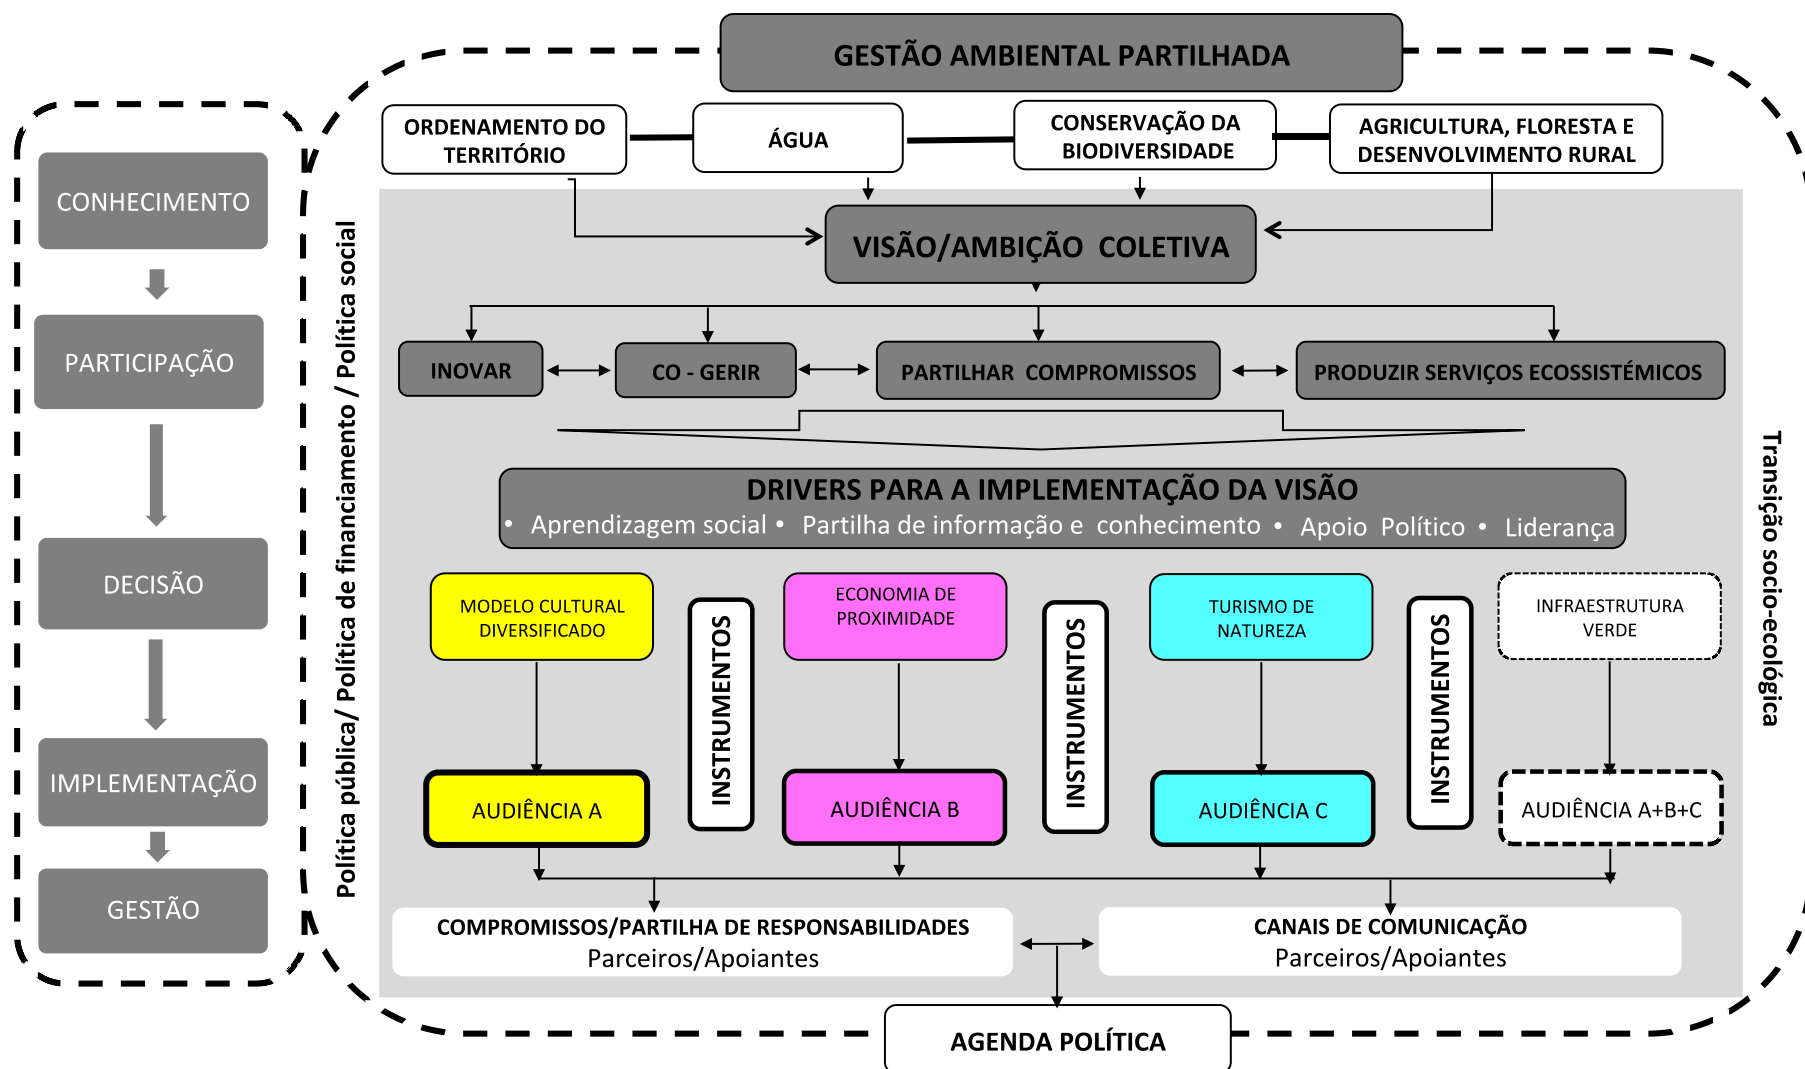 GESTÃO AMBIENTAL PARTILHADA
CONHECIMENTO
PARTICIPAÇÃO
DECISÃO
IMPLEMENTAÇÃO
GESTÃO
Política pública/ Política de financiamento / Política social
ORDENAMENTO DO
TERRITÓRIO
ÁGUA
CONSERVAÇÃO DA
BIODIVERSIDADE
AGRICULTURA, FLORESTA E
DESENVOLVIMENTO RURAL
VISÃO/AMBIÇÃO COLETIVA
INOVAR
CO - GERIR
PARTILHAR COMPROMISSOS
PRODUZIR SERVIÇOS ECOSSISTÉMICOS
DRIVERS PARA A IMPLEMENTAÇÃO DA VISÃO
• Aprendizagem social • Partilha de informação e conhecimento • Apoio Político • Liderança
MODELO CULTURAL
DIVERSIFICADO
INSTRUMENTOS
ECONOMIA DE
PROXIMIDADE
INSTRUMENTOS
TURISMO DE
NATUREZA
INSTRUMENTOS
INFRAESTRUTURA
VERDE
AUDIÊNCIA A
AUDIÊNCIA B
AUDIÊNCIA C
AUDIÊNCIA A+B+C
COMPROMISSOS/PARTILHA DE RESPONSABILIDADES
Parceiros/Apoiantes
CANAIS DE COMUNICAÇÃO
Parceiros/Apoiantes
AGENDA POLÍTICA
Transição socio-ecológica